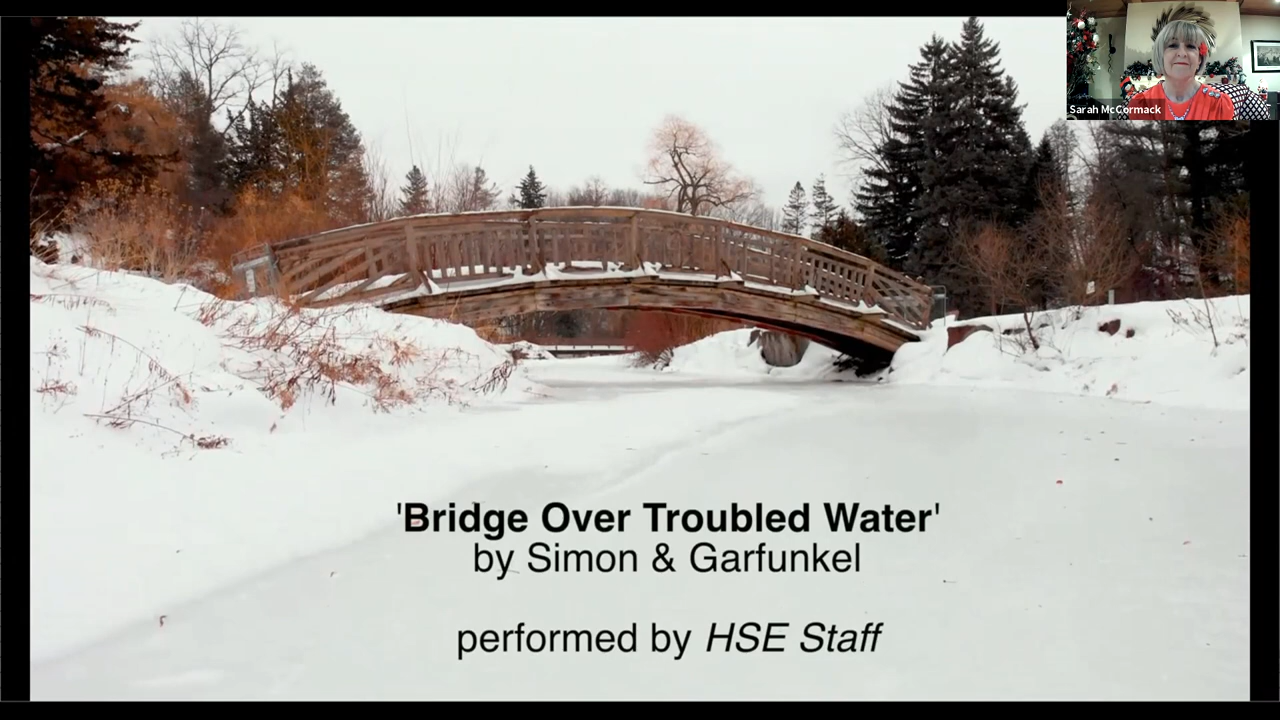 Sarah McCormack
'Bridge Over Troubled Water'
by Simon & Garfunkel
performed by HSE Staff